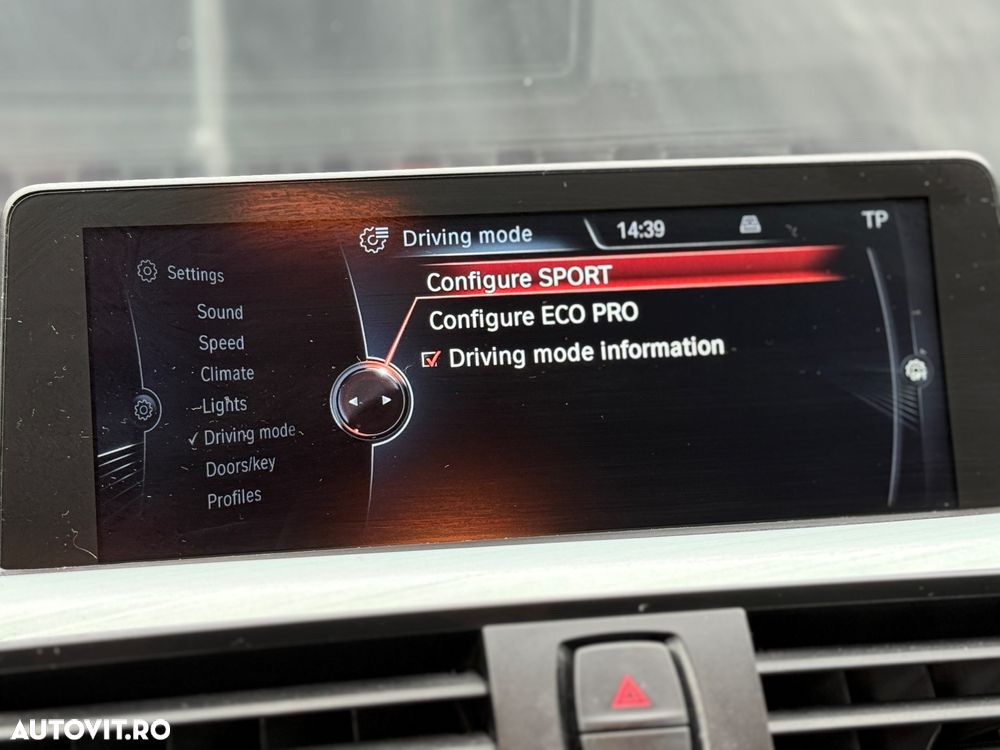 Driving mode
14:39
TP
Settings
Sound
Speed
Climate
Lights
Driving mode
Doors/key
Profiles
Configure SPORT
Configure ECO PRO
Driving mode information
AUTOVIT.RO